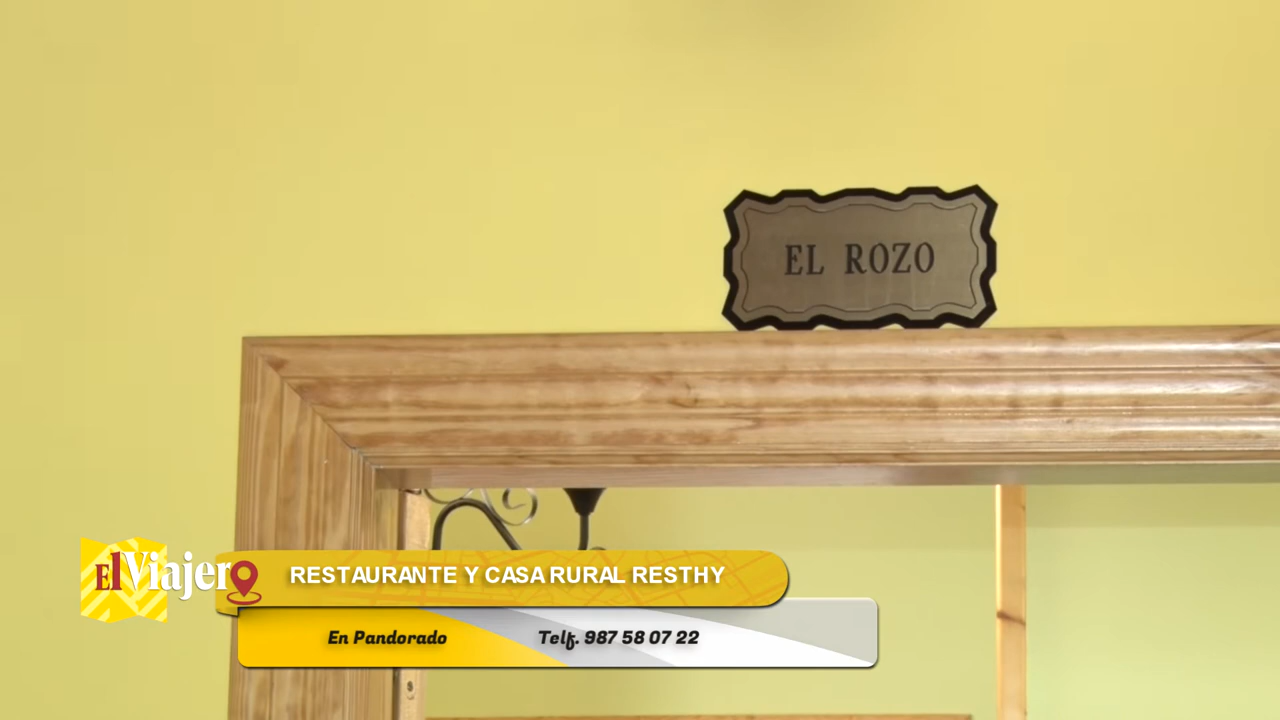 EL ROZO
El Viajero
RESTAURANTE Y CASA RURAL RESTHY
En Pandorado Telf. 987 58 07 22